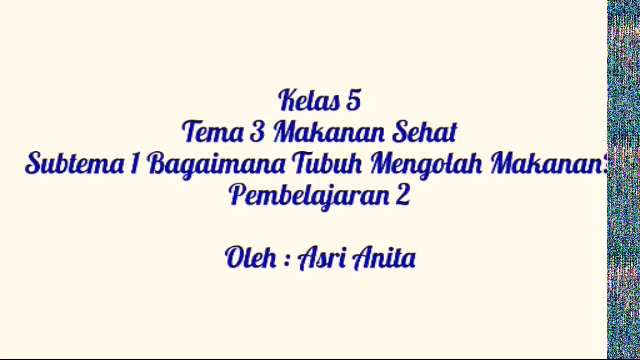 Kelas 5
Tema 3 Makanan Sehat
Subtema 1 Bagaimana Tubuh Mengolah Makanan?
Pembelajaran 2
Oleh : Asri Anita